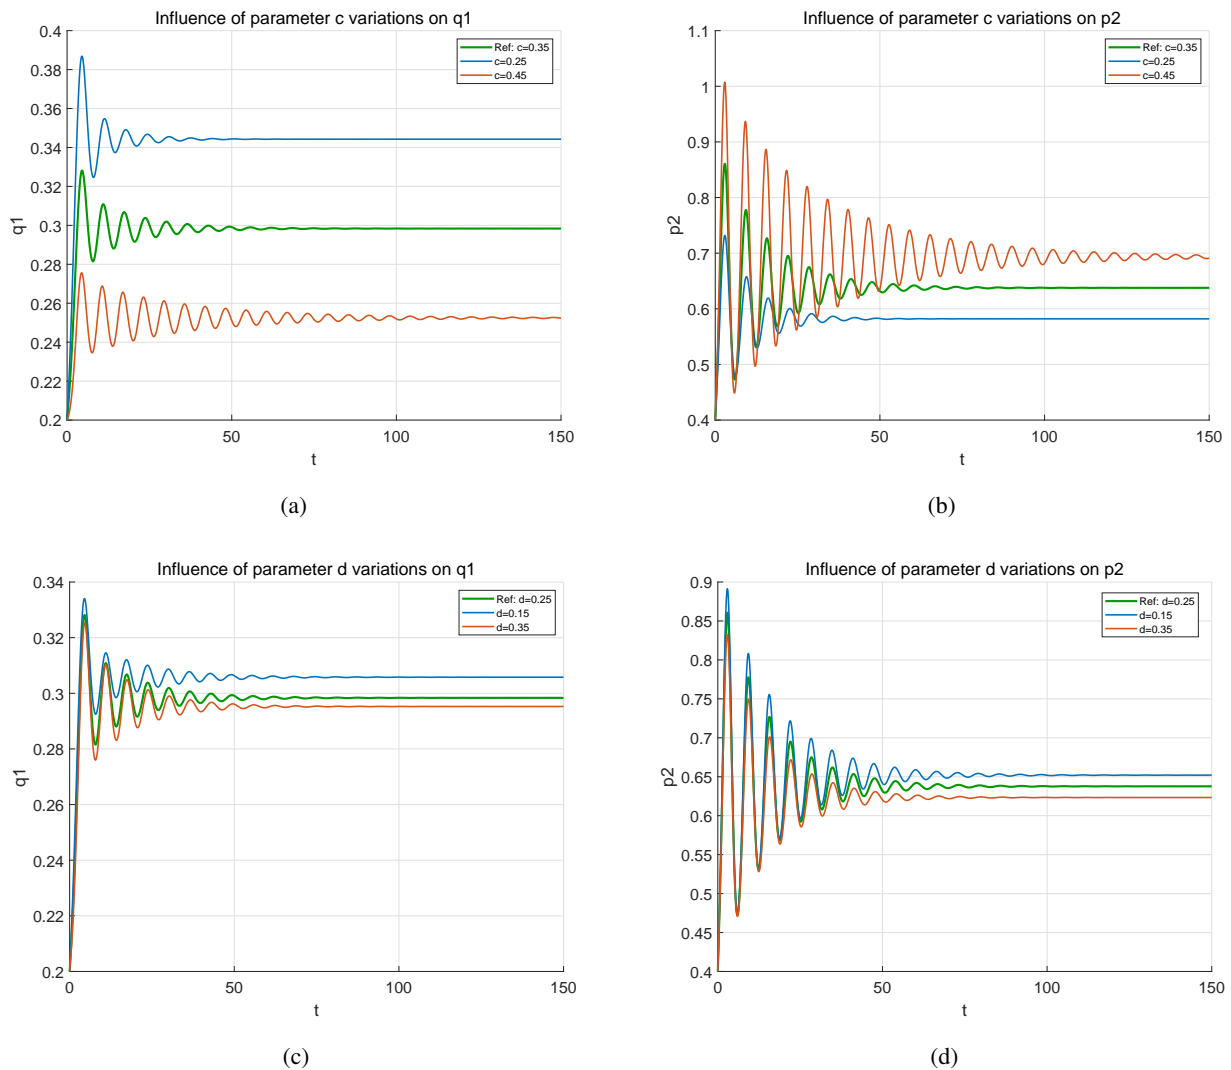 Influence of parameter c variations on q1
0.4
0.38
0.36
0.34
0.32
0.3
0.28
0.26
0.24
0.22
0.2
q1
Ref: c=0.35
c=0.25
c=0.45
0 50 100 150
t
(a)
Influence of parameter c variations on p2
1.1
1
0.9
0.8
0.7
0.6
0.5
0.4
p2
Ref: c=0.35
c=0.25
c=0.45
0 50 100 150
t
(b)
Influence of parameter d variations on q1
0.34
0.32
0.3
0.28
0.26
0.24
0.22
0.2
q1
Ref: d=0.25
d=0.15
d=0.35
0 50 100 150
t
(c)
Influence of parameter d variations on p2
0.9
0.85
0.8
0.75
0.7
0.65
0.6
0.55
0.5
0.45
0.4
p2
Ref: d=0.25
d=0.15
d=0.35
0 50 100 150
t
(d)